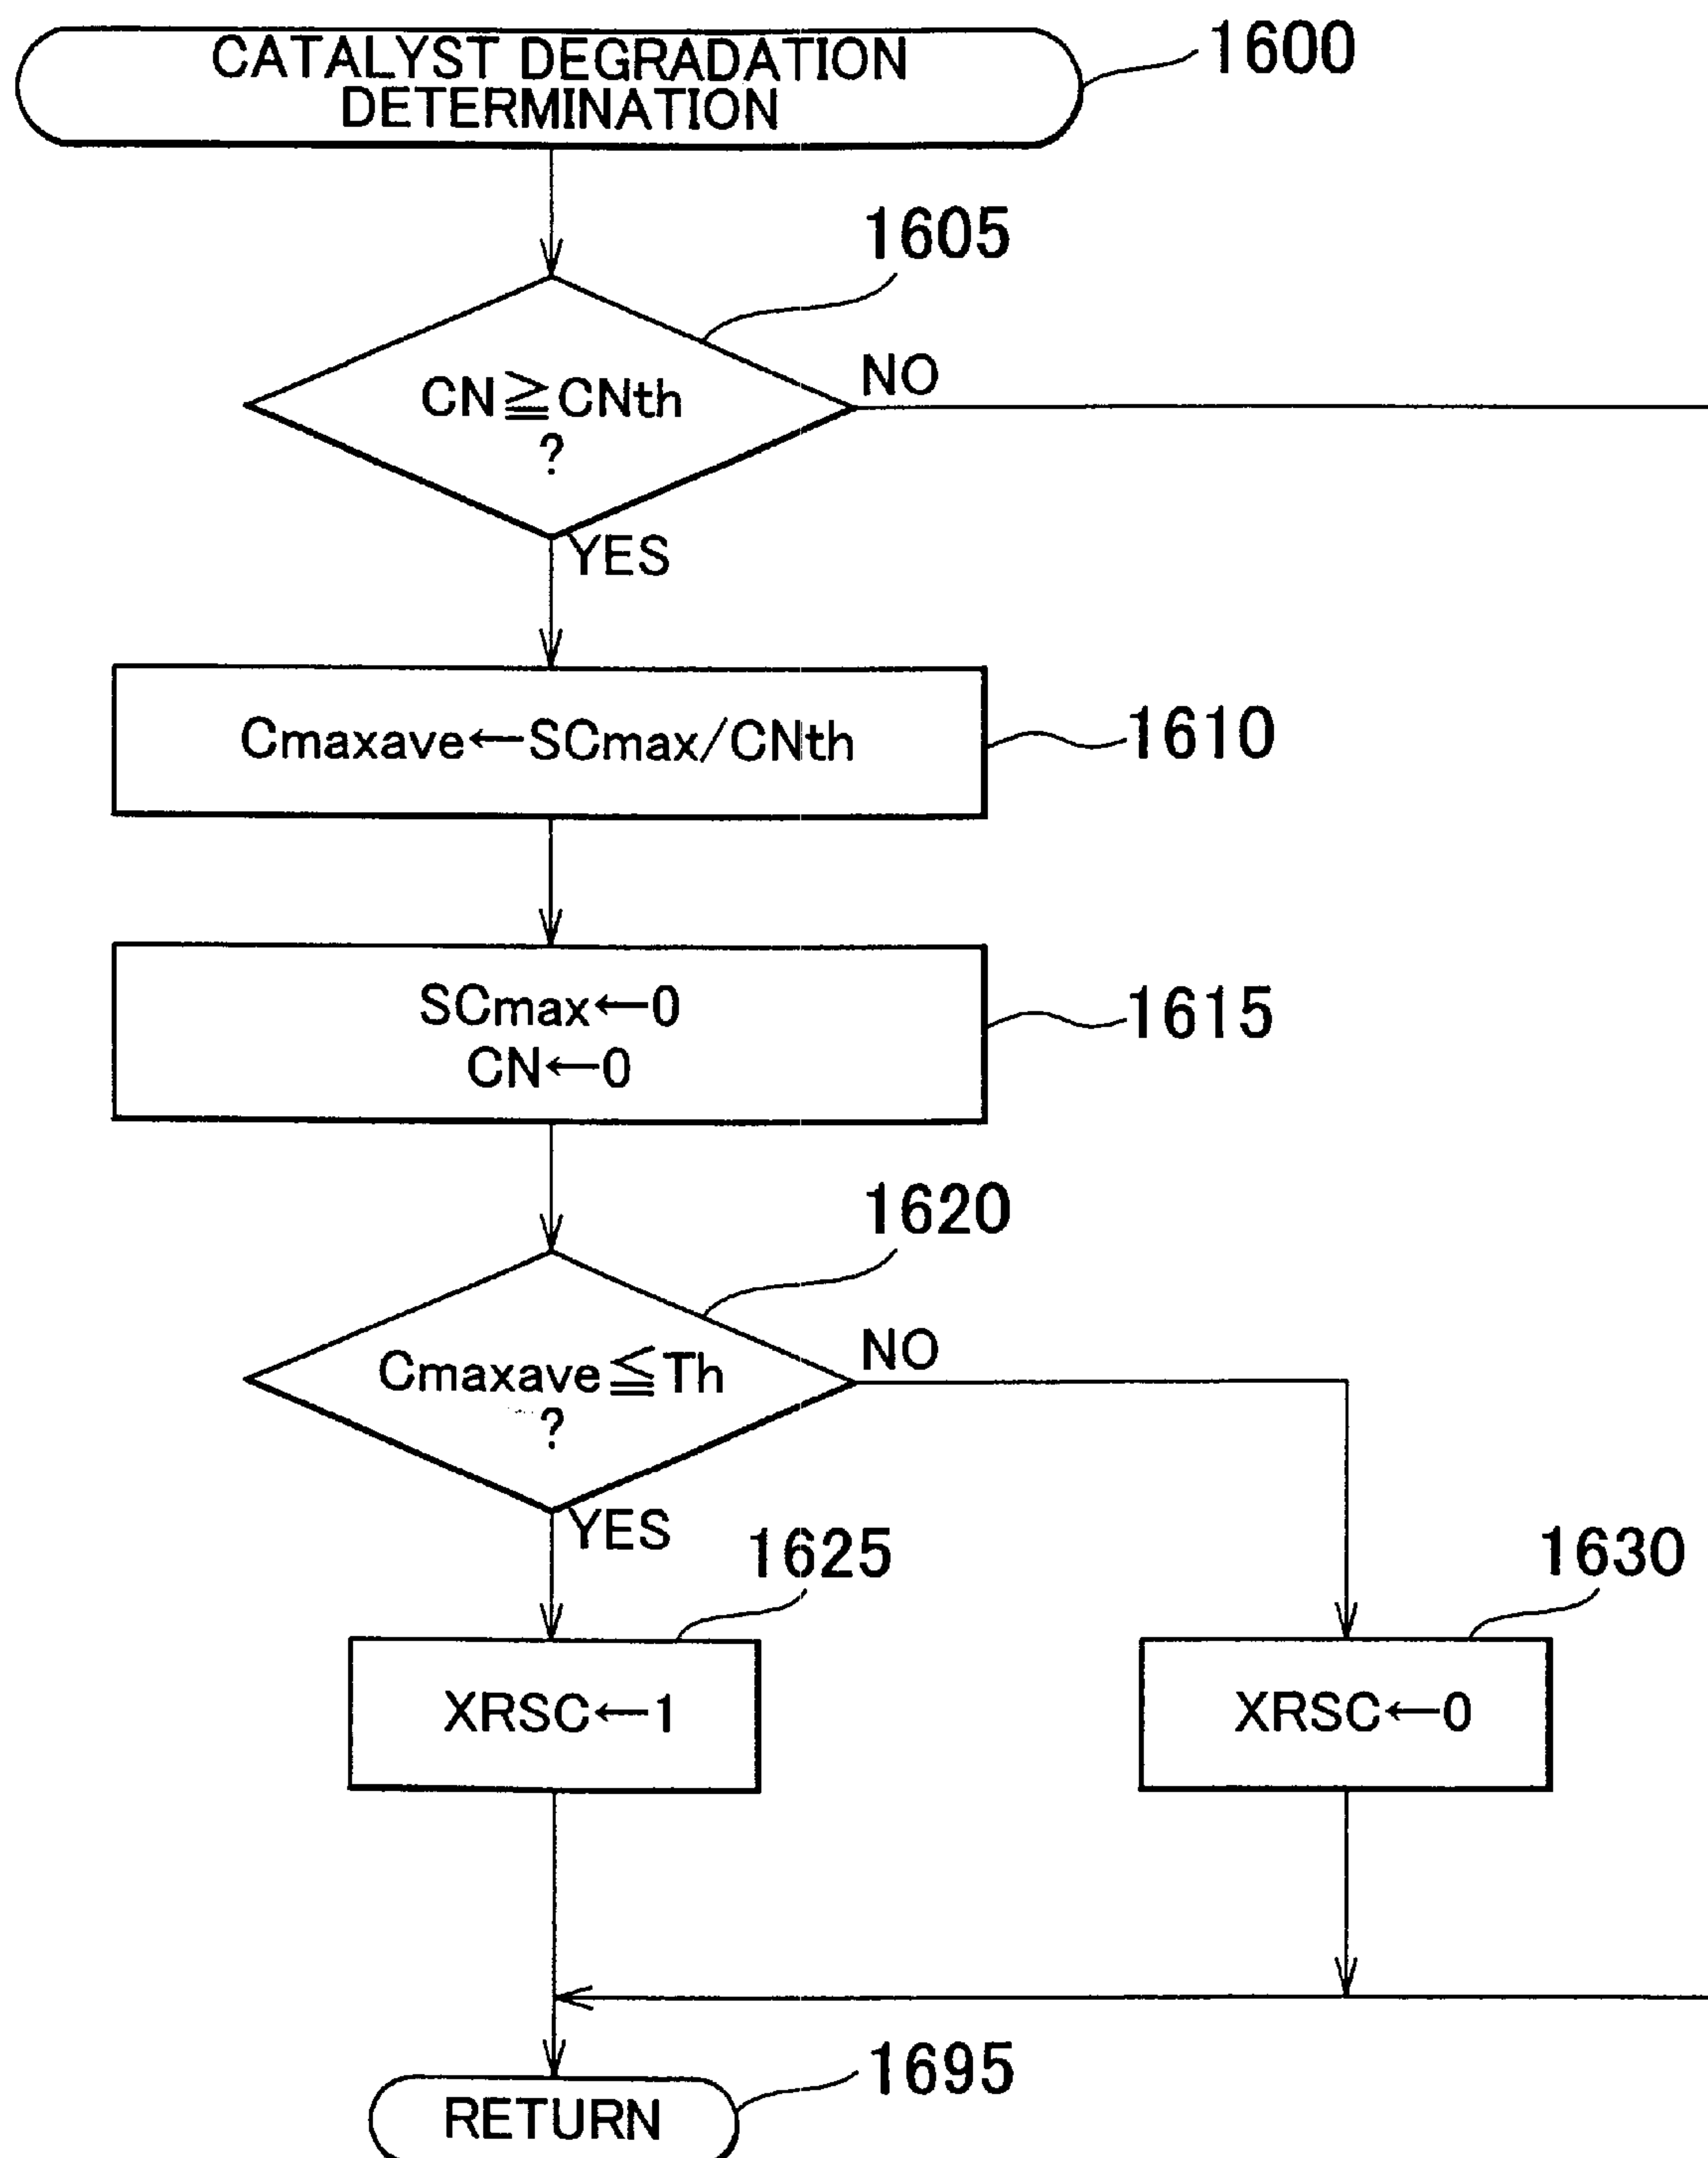 CATALYST DEGRADATION
DETERMINATION
1600
1605
CN≧CNth
?
NO
YES
Cmaxave←SCmax/CNth
1610
SCmax←0
CN←0
1615
1620
Cmaxave≦Th
?
NO
YES
1625
XRSC←1
1630
XRSC←0
RETURN
1695